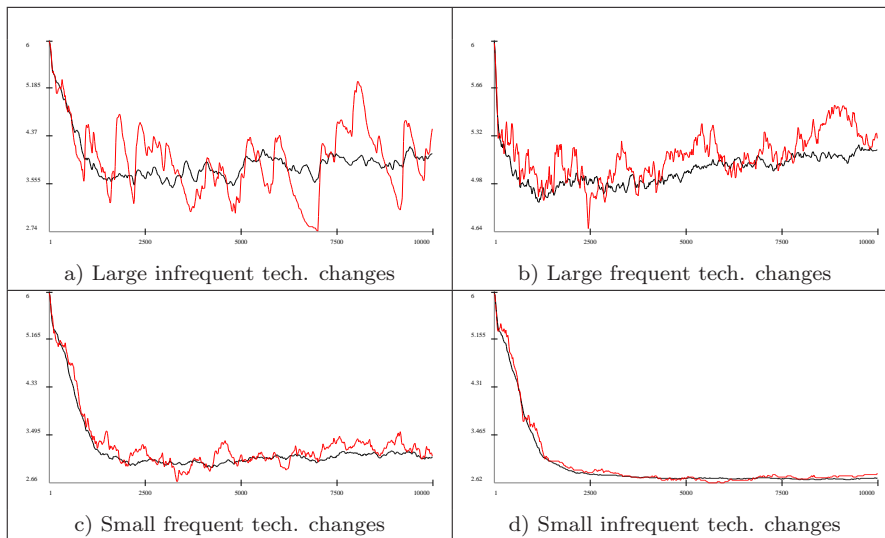 6
5.185
4.37
3.555
2.74
1 2500 5000 7500 10000
a) Large infrequent tech. changes
6
5.66
5.32
4.98
4.64
1 2500 5000 7500 10000
b) Large frequent tech. changes
6
5.165
4.33
3.495
2.66
1 2500 5000 7500 10000
c) Small frequent tech. changes
6
5.155
4.31
3.465
2.62
1 2500 5000 7500 10000
d) Small infrequent tech. changes